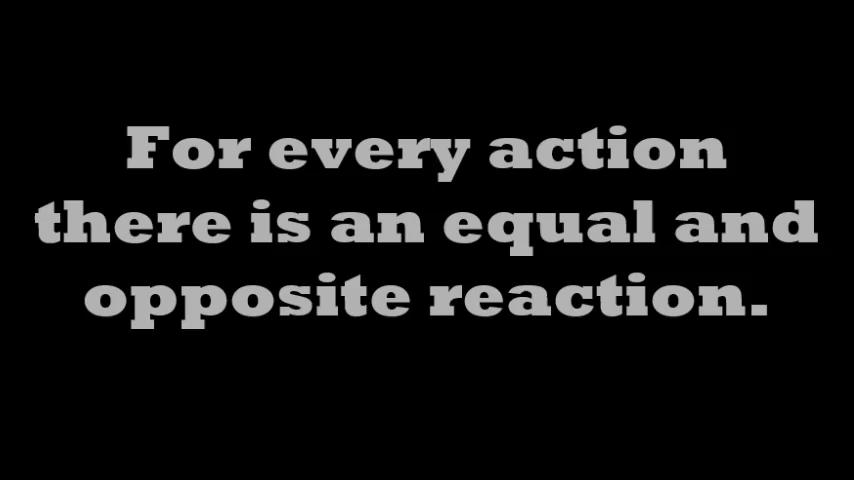 For every action
there is an equal and
opposite reaction.